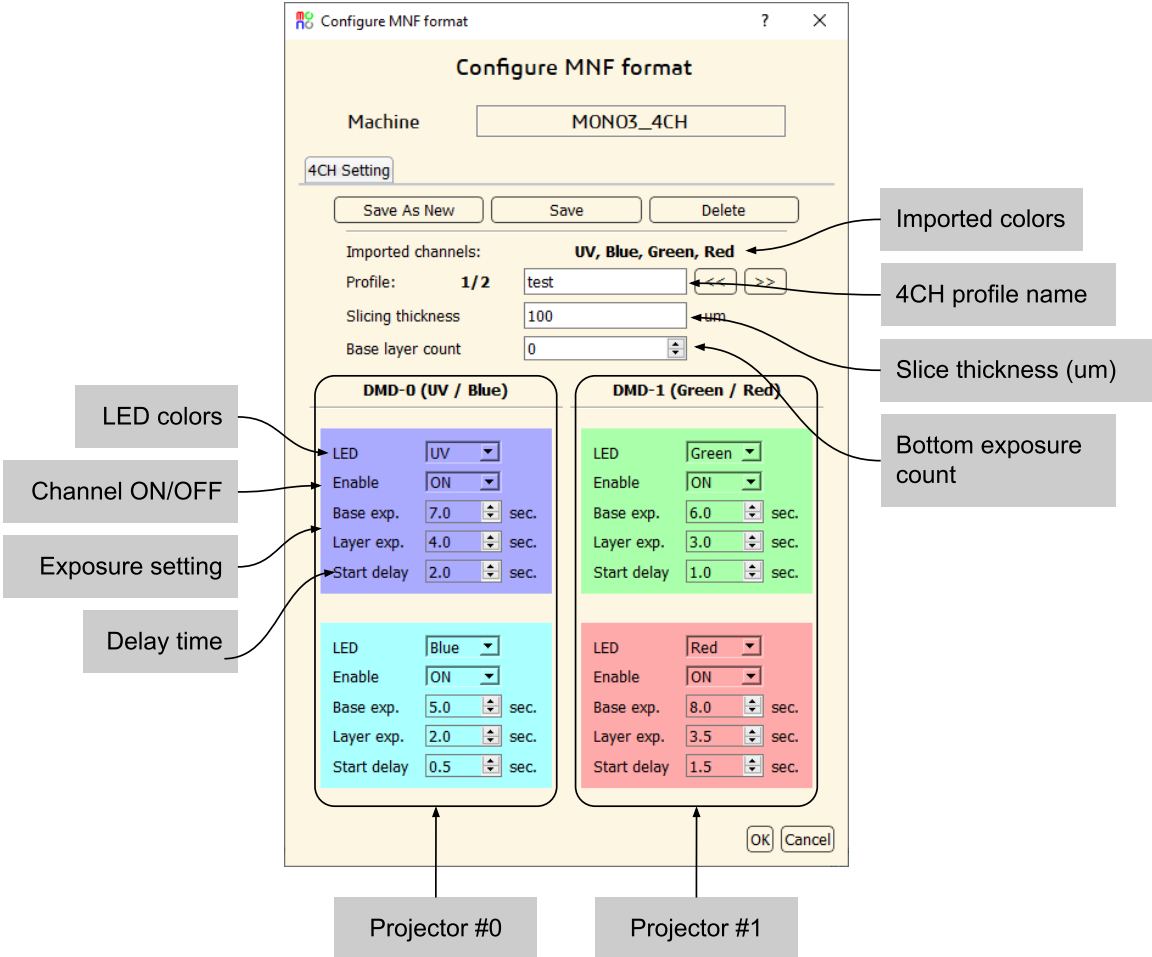 Configure MNF format ? ×
Configure MNF format
Machine MONO3_4CH
4CH Setting
Save As New Save Delete
Imported channels: UV, Blue, Green, Red
Profile: 1/2 test << >>
Slicing thickness 100 um
Base layer count 0
Imported colors
4CH profile name
Slice thickness (um)
Bottom exposure
count
LED colors
Channel ON/OFF
Exposure setting
Delay time
DMD-0 (UV / Blue)
LED UV
Enable ON
Base exp. 7.0 sec.
Layer exp. 4.0 sec.
Start delay 2.0 sec.
LED Blue
Enable ON
Base exp. 5.0 sec.
Layer exp. 2.0 sec.
Start delay 0.5 sec.
DMD-1 (Green / Red)
LED Green
Enable ON
Base exp. 6.0 sec.
Layer exp. 3.0 sec.
Start delay 1.0 sec.
LED Red
Enable ON
Base exp. 8.0 sec.
Layer exp. 3.5 sec.
Start delay 1.5 sec.
OK Cancel
Projector #0
Projector #1